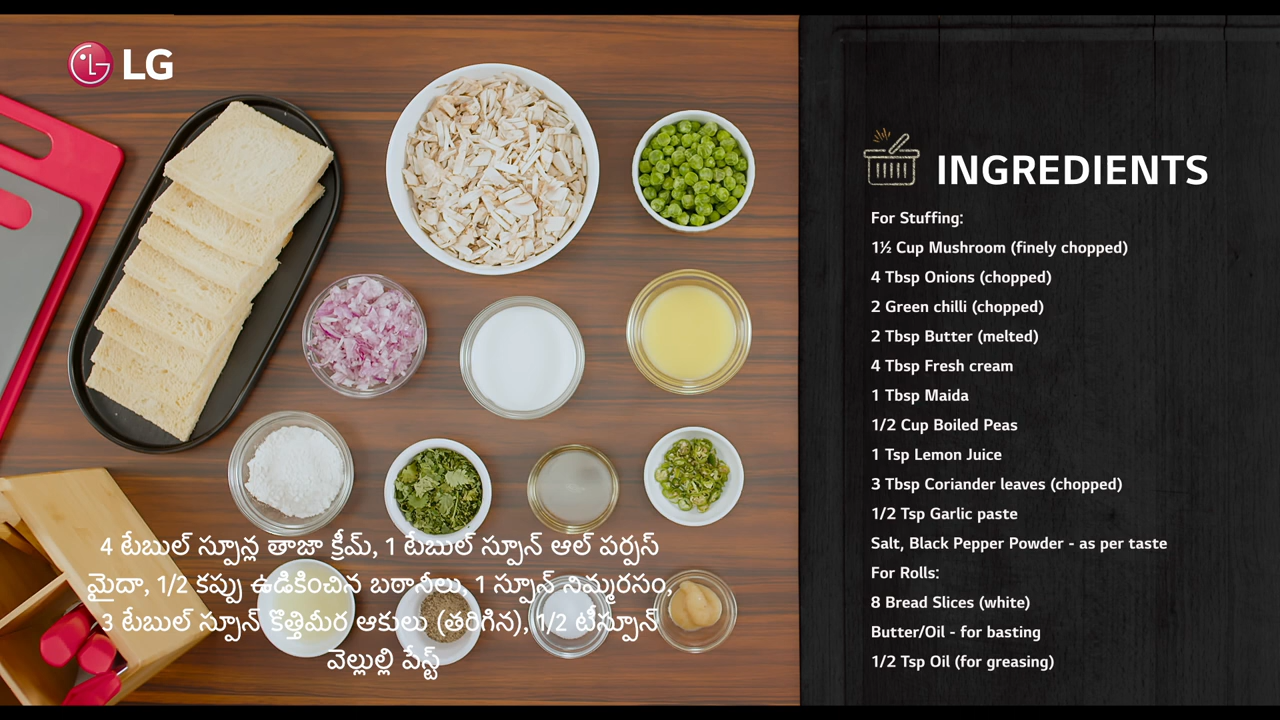 LG
INGREDIENTS
For Stuffing:
1½ Cup Mushroom (finely chopped)
4 Tbsp Onions (chopped)
2 Green chilli (chopped)
2 Tbsp Butter (melted)
4 Tbsp Fresh cream
1 Tbsp Maida
1/2 Cup Boiled Peas
1 Tsp Lemon Juice
3 Tbsp Coriander leaves (chopped)
1/2 Tsp Garlic paste
Salt, Black Pepper Powder - as per taste
For Rolls:
8 Bread Slices (white)
Butter/Oil - for basting
1/2 Tsp Oil (for greasing)
4 టేబుల్ స్పూన్ల తాజా క్రీమ్, 1 టేబుల్ స్పూన్ ఆల్ పర్పస్
మైదా, 1/2 కప్పు ఉడికించిన బఠానీలు, 1 స్పూన్ నిమ్మరసం,
3 టేబుల్ స్పూన్ కొత్తిమీర ఆకులు (తరిగిన), 1/2 టీస్పూన్
వెల్లుల్లి పేస్ట్